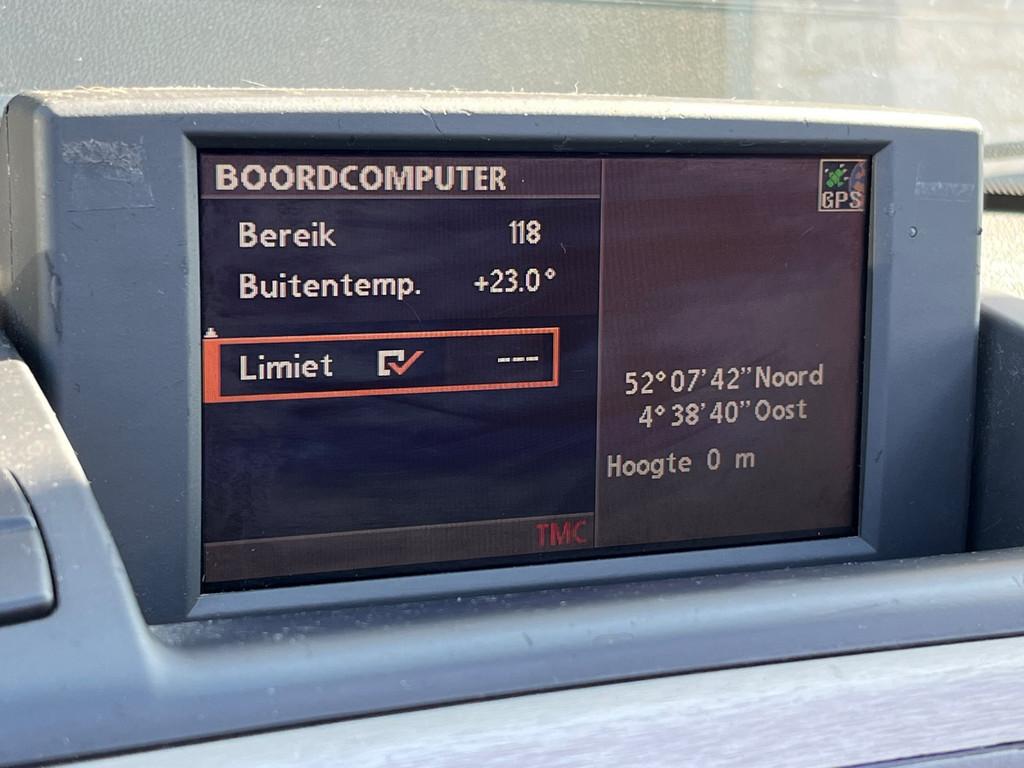 BOORDCOMPUTER
GPS
Bereik 118
Buitentemp. +23.0°
Limiet ---
52°07'42" Noord
4°38'40" Oost
Hoogte 0 m
TMC